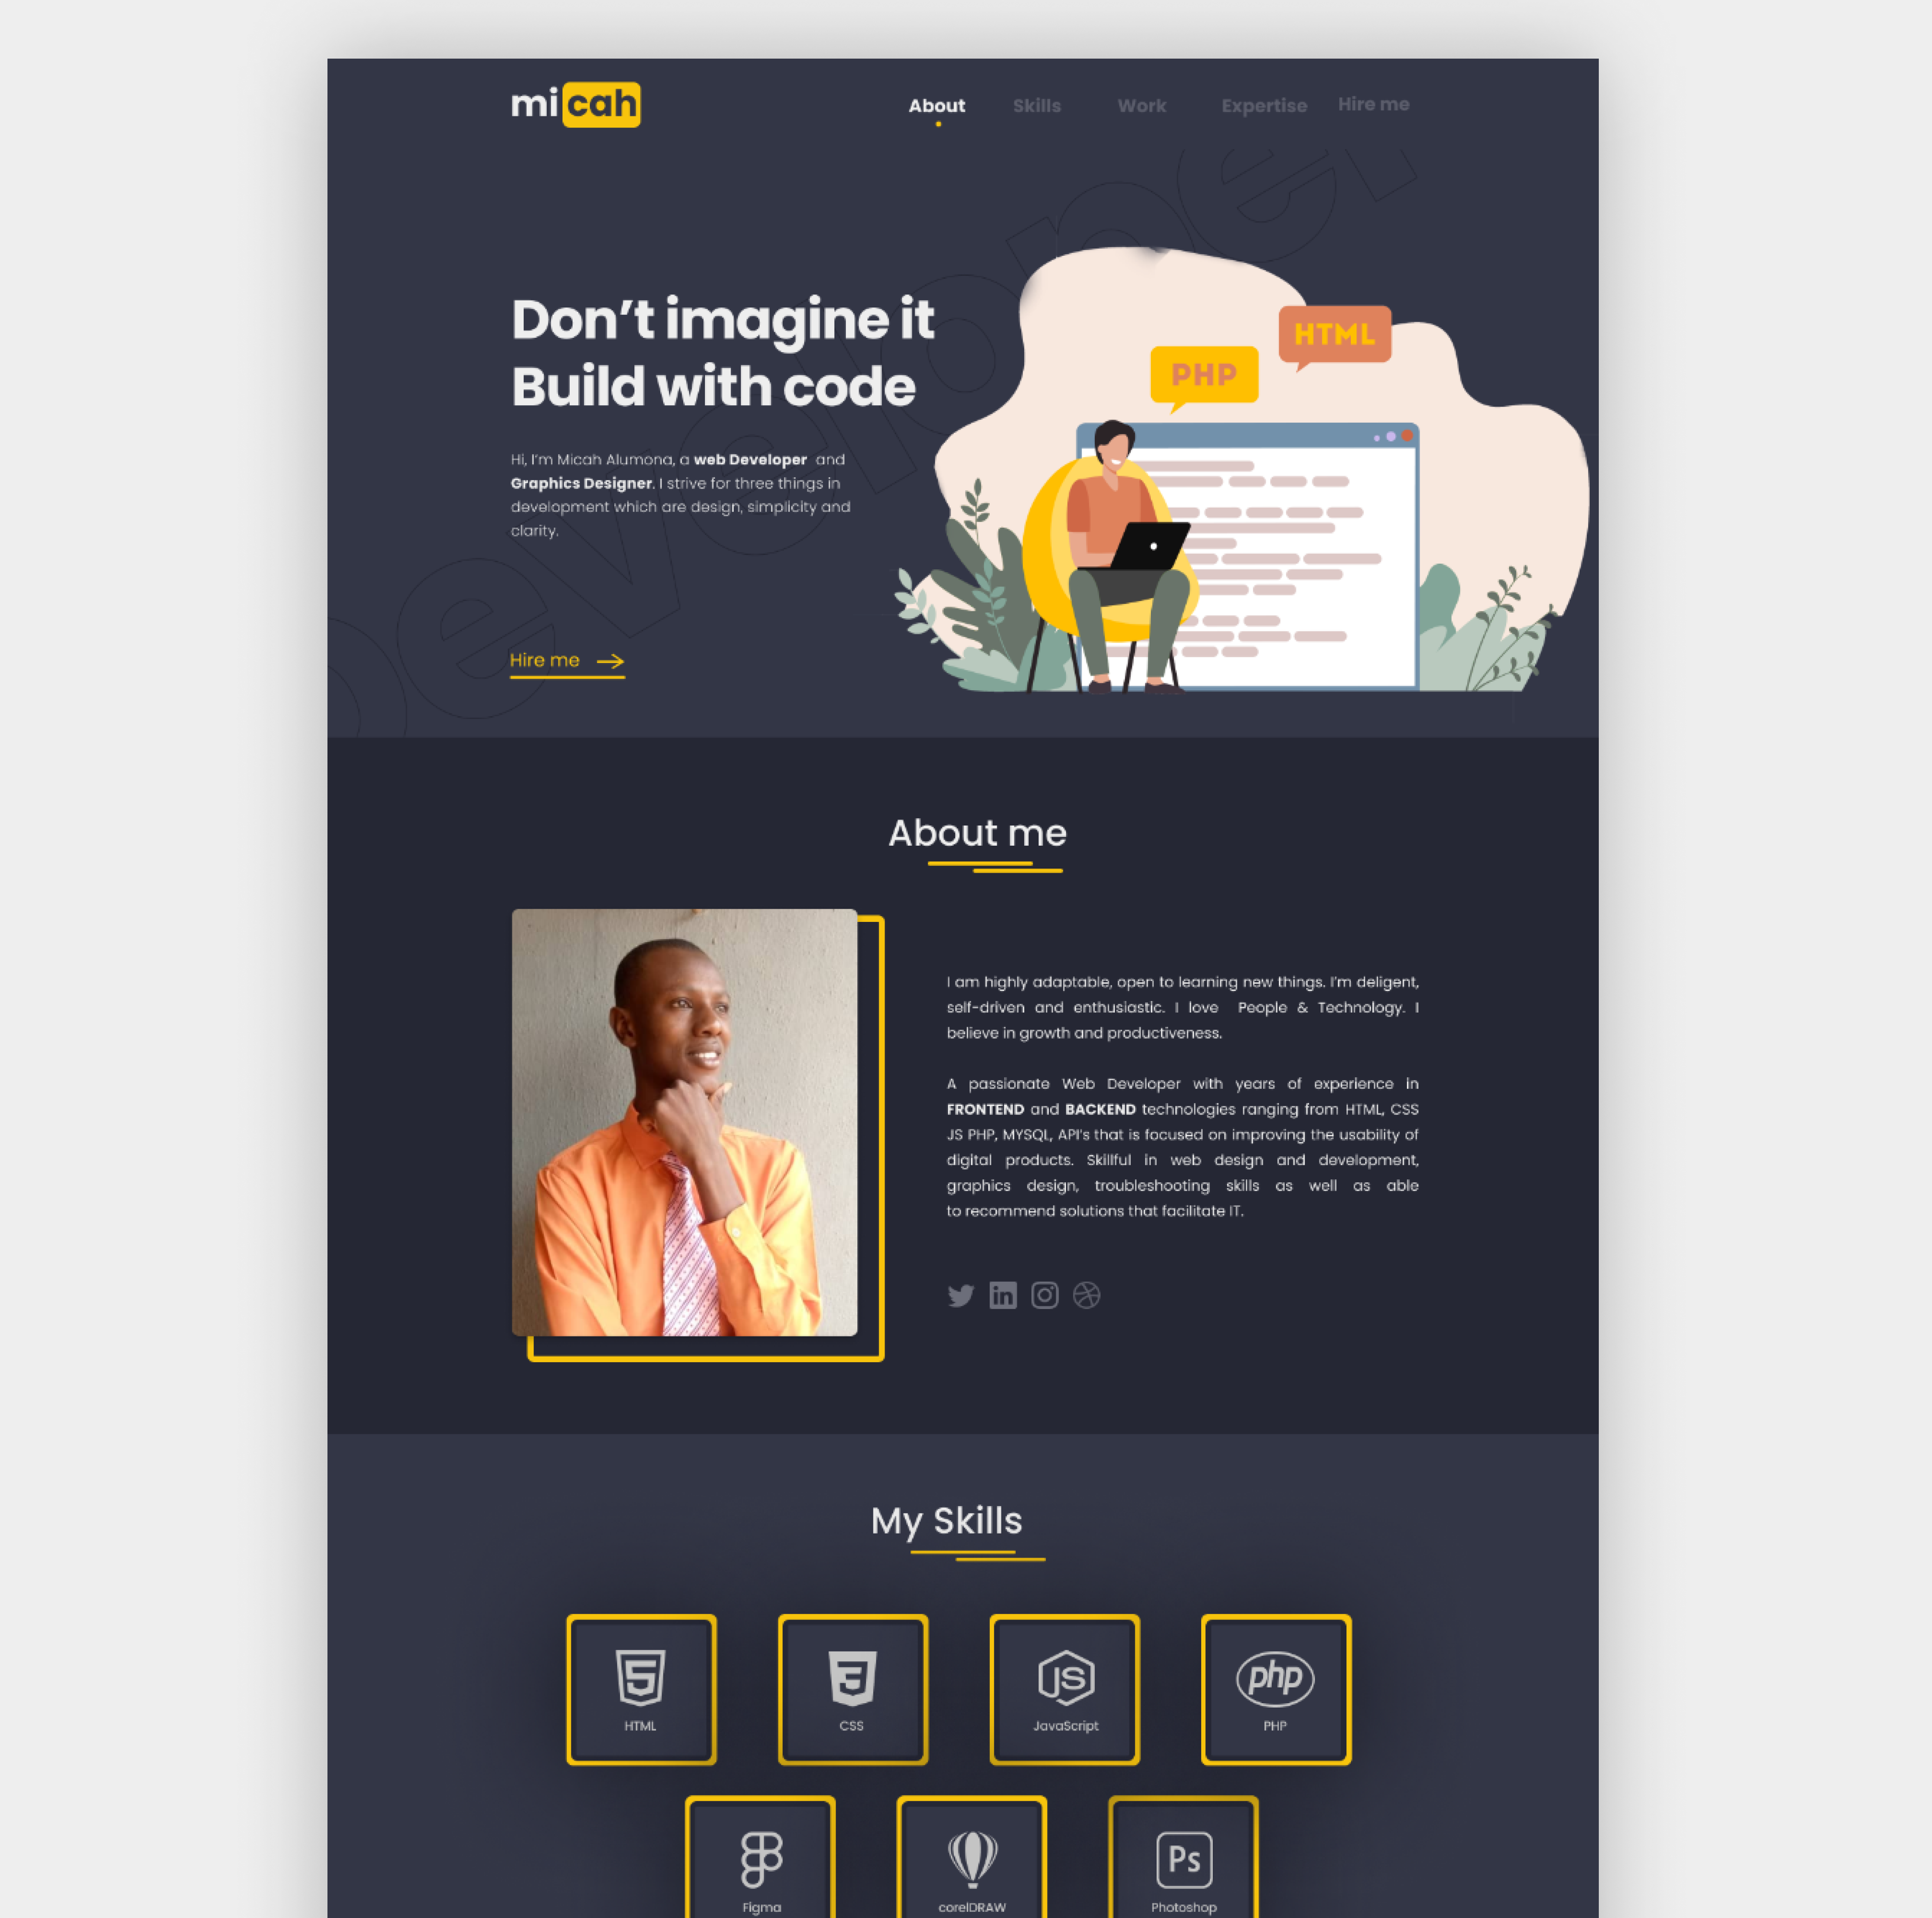 micah
About Skills Work Expertise Hire me
Developer
Don’t imagine it
Build with code
PHP
HTML
Hi, I’m Micah Alumona, a web Developer and
Graphics Designer. I strive for three things in
development which are design, simplicity and
clarity.
Hire me
About me
I am highly adaptable, open to learning new things. I’m deligent,
self-driven and enthusiastic. I love People & Technology. I
believe in growth and productiveness.
A passionate Web Developer with years of experience in
FRONTEND and BACKEND technologies ranging from HTML, CSS
JS PHP, MYSQL, API’s that is focused on improving the usability of
digital products. Skillful in web design and development,
graphics design, troubleshooting skills as well as able
to recommend solutions that facilitate IT.
in
My Skills
5
3
JS
php
HTML
CSS
JavaScript
PHP
Ps
Figma
corelDRAW
Photoshop